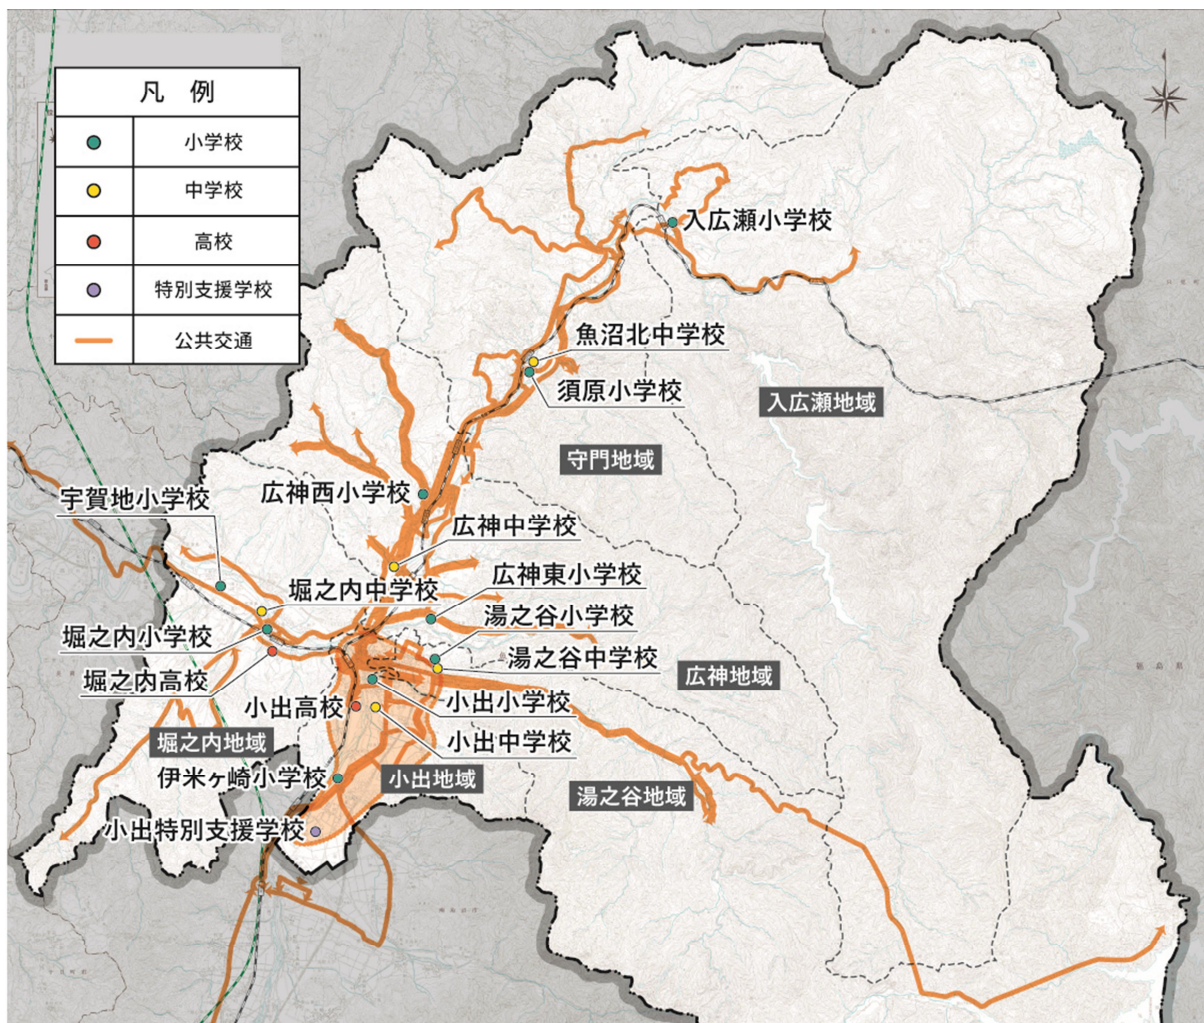 凡 例
小学校
中学校
高校
特別支援学校
公共交通
入広瀬小学校
魚沼北中学校
須原小学校
入広瀬地域
守門地域
広神西小学校
宇賀地小学校
広神中学校
堀之内中学校
広神東小学校
湯之谷小学校
堀之内小学校
湯之谷中学校
堀之内高校
広神地域
小出高校
小出小学校
堀之内地域
小出中学校
伊米ヶ崎小学校
小出地域
湯之谷地域
小出特別支援学校
福島県